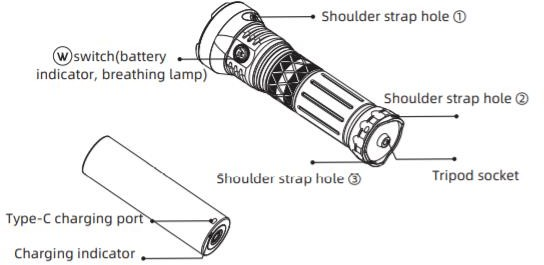 Shoulder strap hole ①
Ⓦswitch(battery
indicator, breathing lamp)
Shoulder strap hole ②
Shoulder strap hole ③
Tripod socket
Type-C charging port
Charging indicator